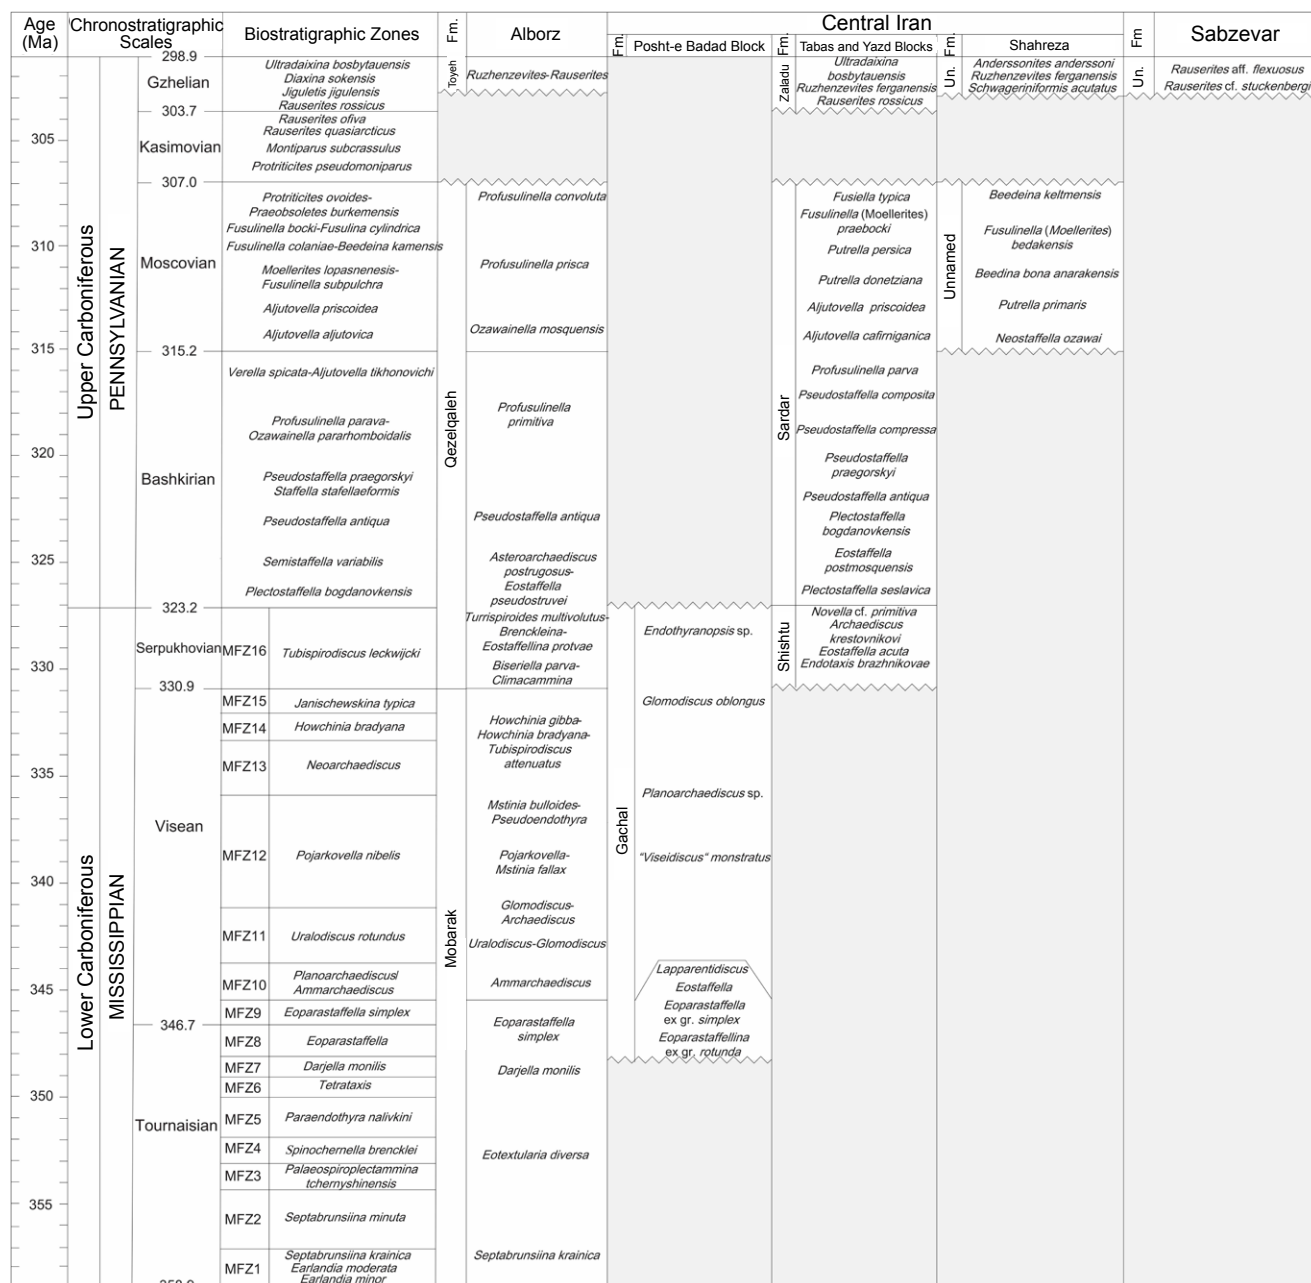 Age
(Ma)
Chronostratigraphic
Scales
Biostratigraphic Zones
Fm.
Alborz
Central Iran
Fm.
Posht-e Badad Block
Fm.
Tabas and Yazd Blocks
Fm.
Shahreza
Fm
Sabzevar
305
310
315
320
325
330
335
340
345
350
355
Upper Carboniferous
Lower Carboniferous
PENNSYLVANIAN
MISSISSIPPIAN
298.9
Gzhelian
303.7
Kasimovian
307.0
Moscovian
315.2
Bashkirian
323.2
Serpukhovian
330.9
Visean
346.7
Tournaisian
358.9
Ultradaixina bosbytauensis
Diaxina sokensis
Jiguletis jigulensis
Rauserites rossicus
Rauserites ofiva
Rauserites quasiarcticus
Montiparus subcrassulus
Protriticites pseudomoniparus
Protriticites ovoides-
Praeobsoletes burkemensis
Fusulinella bocki-Fusulina cylindrica
Fusulinella colaniae-Beedeina kamensis
Moellerites lopasnenesis-
Fusulinella subpulchra
Aljutovella priscoidea
Aljutovella aljutovica
Verella spicata-Aljutovella tikhonovichi
Profusulinella parava-
Ozawainella pararhomboidalis
Pseudostaffella praegorskyi
Staffella stafellaeformis
Pseudostaffella antiqua
Semistaffella variabilis
Plectostaffella bogdanovkensis
MFZ16
Tubispirodiscus leckwijcki
MFZ15
Janischewskina typica
MFZ14
Howchinia bradyana
MFZ13
Neoarchaediscus
MFZ12
Pojarkovella nibelis
MFZ11
Uralodiscus rotundus
MFZ10
Planoarchaediscus/
Ammarchaediscus
MFZ9
Eoparastaffella simplex
MFZ8
Eoparastaffella
MFZ7
Darjella monilis
MFZ6
Tetrataxis
MFZ5
Paraendothyra nalivkini
MFZ4
Spinochernella brencklei
MFZ3
Palaeospiroplectammina
tchernyshinensis
MFZ2
Septabrunsiina minuta
MFZ1
Septabrunsiina krainica
Earlandia moderata
Earlandia minor
Toyeh
Qezelqaleh
Mobarak
Ruzhenzevites-Rauserites
Profusulinella convoluta
Profusulinella prisca
Ozawainella mosquensis
Profusulinella
primitiva
Pseudostaffella antiqua
Asteroarchaediscus
postrugosus-
Eostaffella
pseudostruvei
Turrispiroides multivolutus-
Brenckleina-
Eostaffellina protvae
Biseriella parva-
Climacammina
Howchinia gibba-
Howchinia bradyana-
Tubispirodiscus
attenuatus
Mstinia bulloides-
Pseudoendothyra
Pojarkovella-
Mstinia fallax
Glomodiscus-
Archaediscus
Uralodiscus-Glomodiscus
Ammarchaediscus
Eoparastaffella
simplex
Darjella monilis
Eotextularia diversa
Septabrunsiina krainica
Gachal
Endothyranopsis sp.
Glomodiscus oblongus
Planoarchaediscus sp.
"Viseidiscus" monstratus
Lapparentidiscus
Eostaffella
Eoparastaffella
ex gr. simplex
Eoparastaffellina
ex gr. rotunda
Zaladu
Sardar
Shishtu
Ultradaixina
bosbytauensis
Ruzhenzevites ferganensis
Rauserites rossicus
Fusiella typica
Fusulinella (Moellerites)
praebocki
Putrella persica
Putrella donetziana
Aljutovella priscoidea
Aljutovella cafirniganica
Profusulinella parva
Pseudostaffella composita
Pseudostaffella compressa
Pseudostaffella
praegorskyi
Pseudostaffella antiqua
Plectostaffella
bogdanovkensis
Eostaffella
postmosquensis
Plectostaffella seslavica
Novella cf. primitiva
Archaediscus
krestovnikovi
Eostaffella acuta
Endotaxis brazhnikovae
Un.
Unnamed
Anderssonites anderssoni
Ruzhenzevites ferganensis
Schwageriniformis acutatus
Beedeina keltmensis
Fusulinella (Moellerites)
bedakensis
Beedina bona anarakensis
Putrella primaris
Neostaffella ozawai
Un.
Rauserites aff. flexuosus
Rauserites cf. stuckenbergi